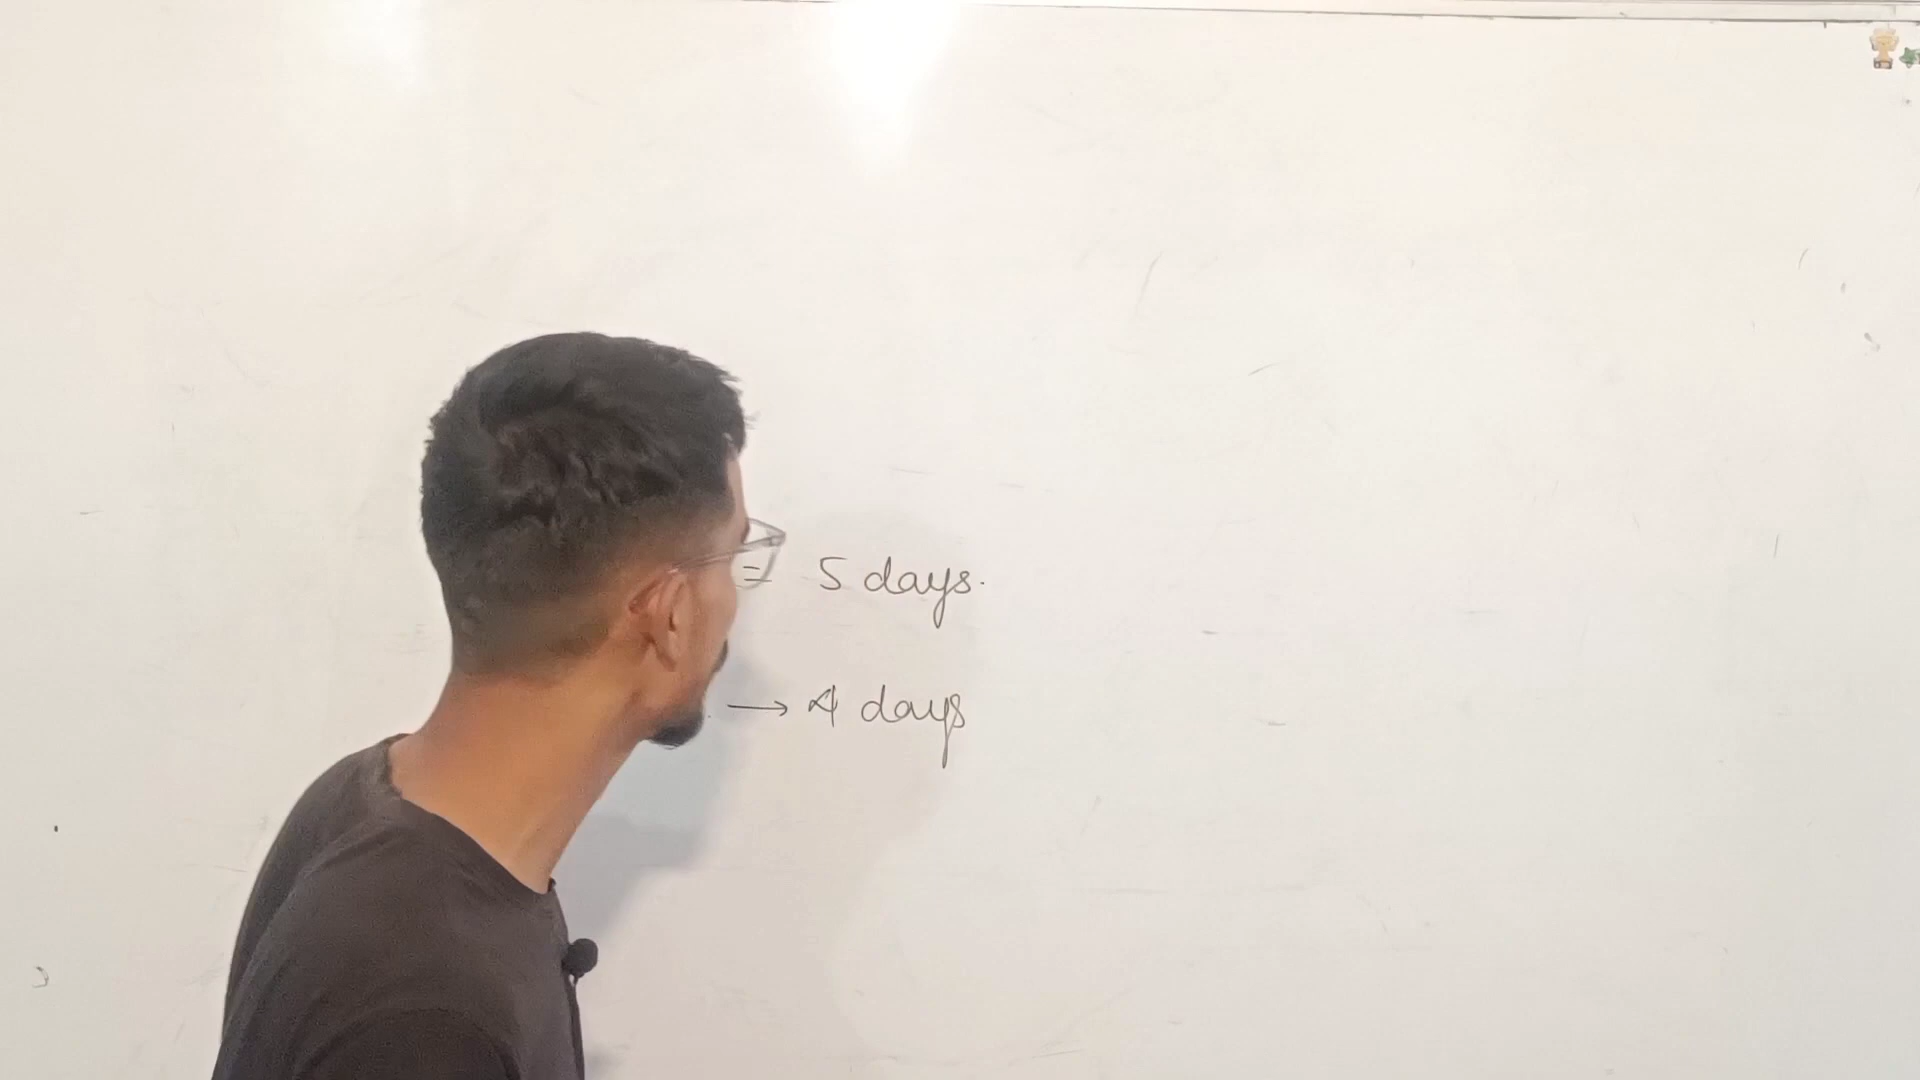 = 5 days.
→ 4 days